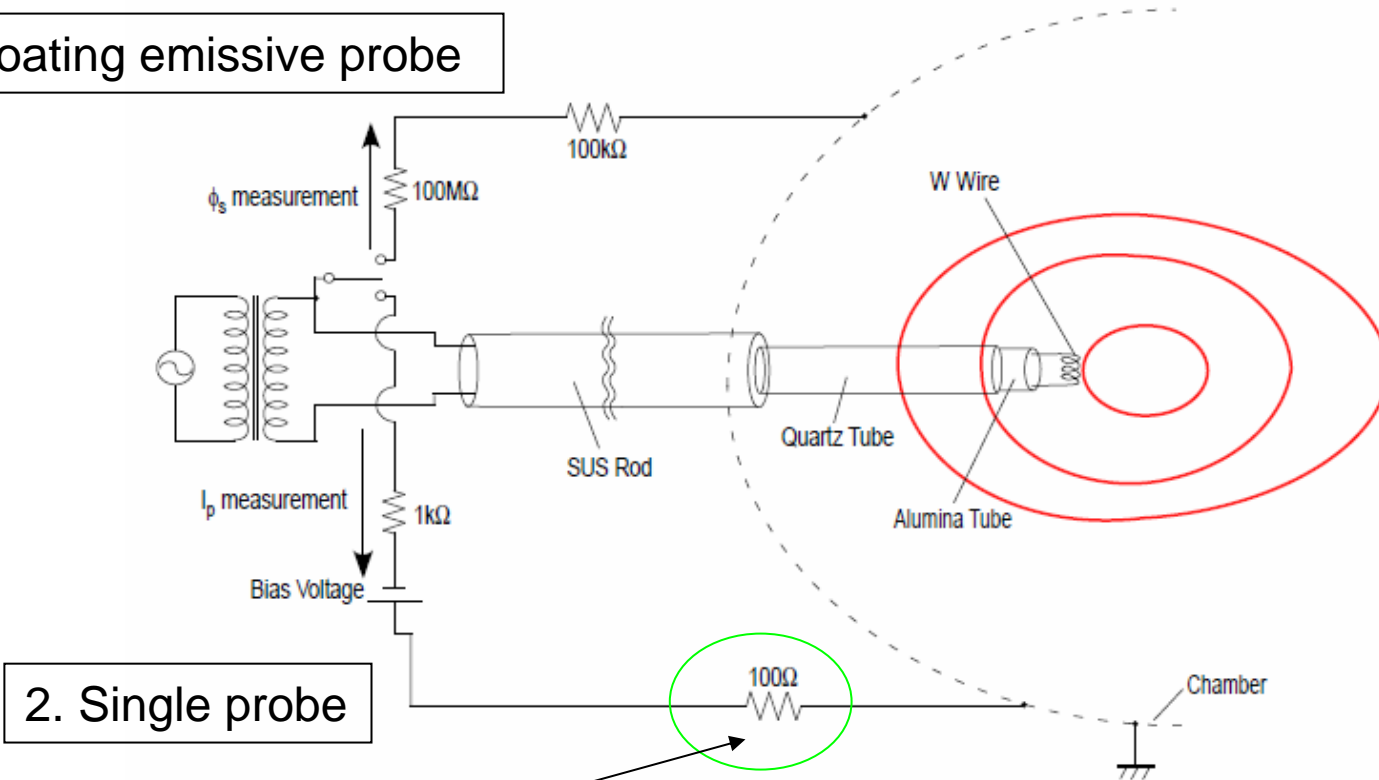 oating emissive probe
100kΩ
W Wire
ϕs measurement
100MΩ
Quartz Tube
SUS Rod
Ip measurement
1kΩ
Alumina Tube
Bias Voltage
2. Single probe
100Ω
Chamber